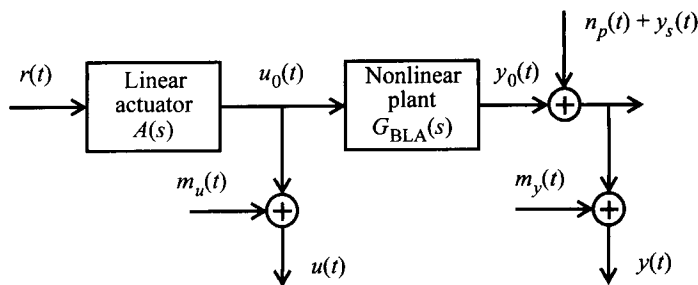 n_p(t) + y_s(t)
r(t)
Linear
actuator
A(s)
u_0(t)
Nonlinear
plant
G_BLA(s)
y_0(t)
+
m_u(t)
+
u(t)
m_y(t)
+
y(t)